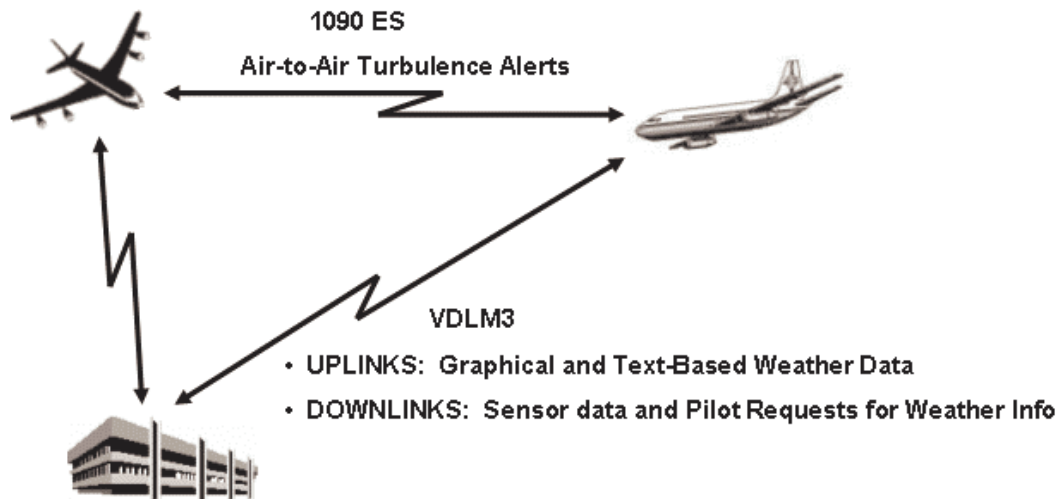 1090 ES
Air-to-Air Turbulence Alerts
VDLM3
• UPLINKS: Graphical and Text-Based Weather Data
• DOWNLINKS: Sensor data and Pilot Requests for Weather Info